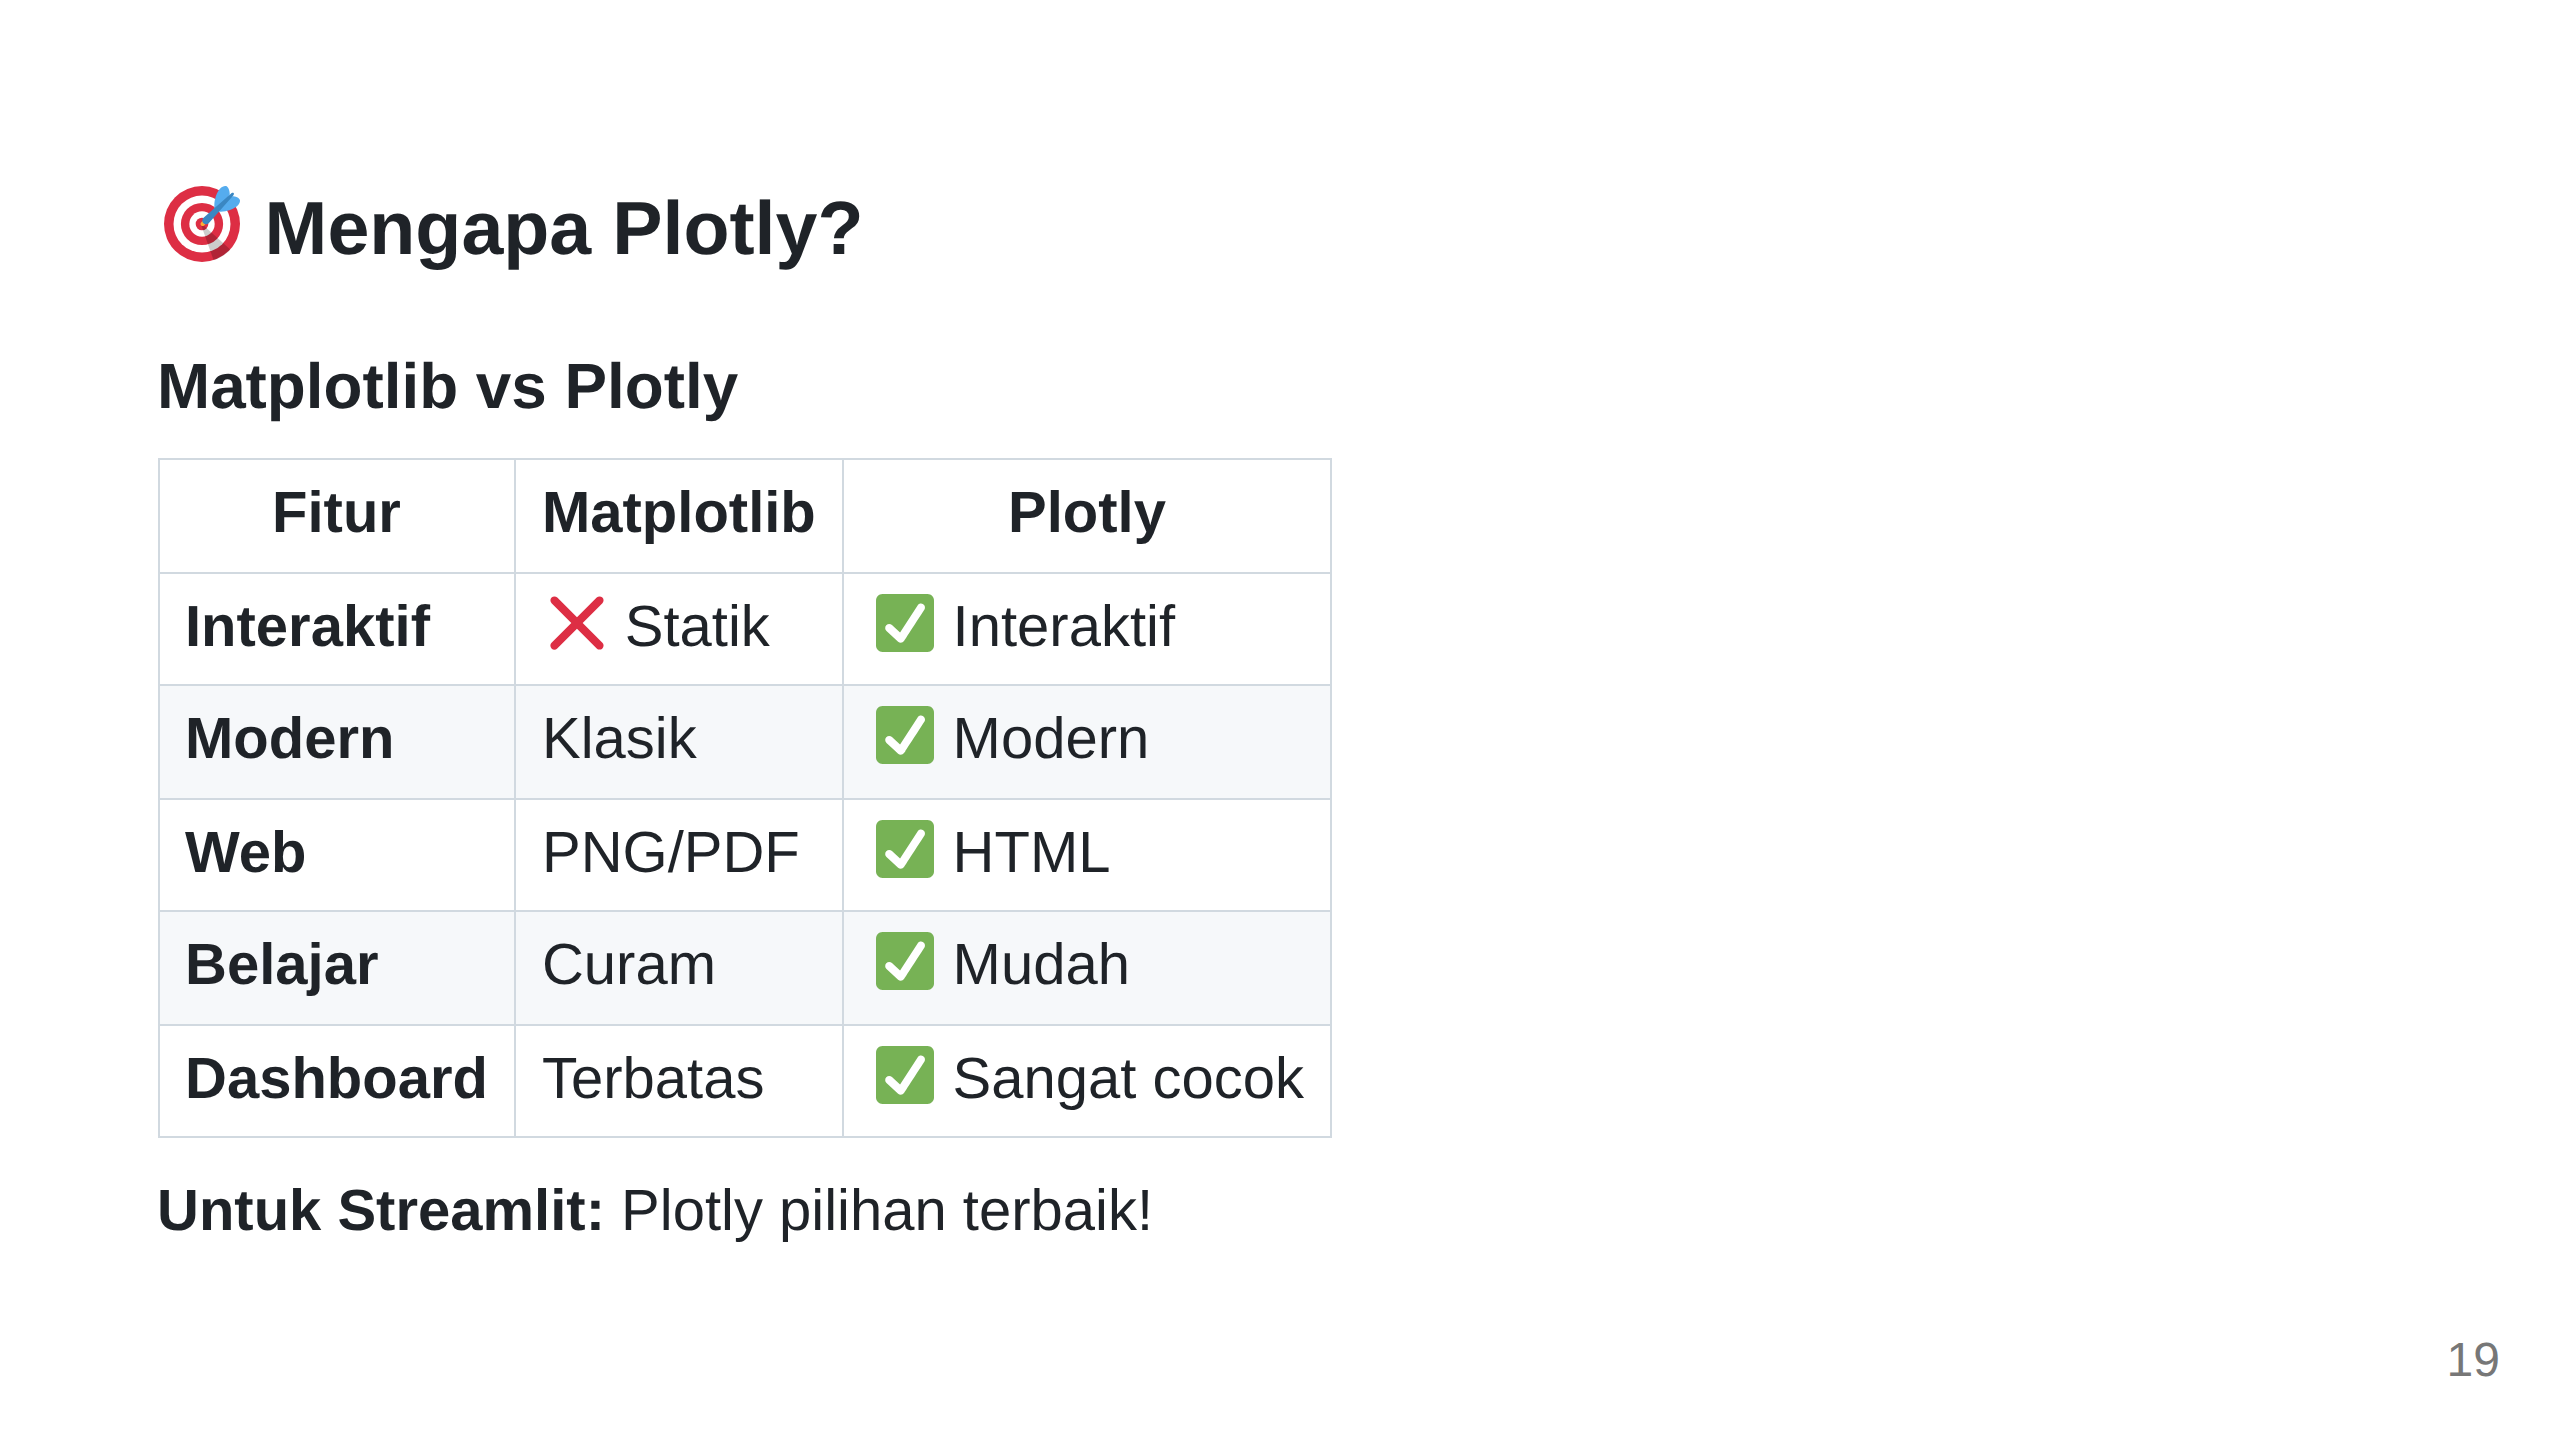 🎯 Mengapa Plotly?
Matplotlib vs Plotly
Fitur Matplotlib Plotly
Interaktif ❌ Statik ✅ Interaktif
Modern Klasik ✅ Modern
Web PNG/PDF ✅ HTML
Belajar Curam ✅ Mudah
Dashboard Terbatas ✅ Sangat cocok
Untuk Streamlit: Plotly pilihan terbaik!
19